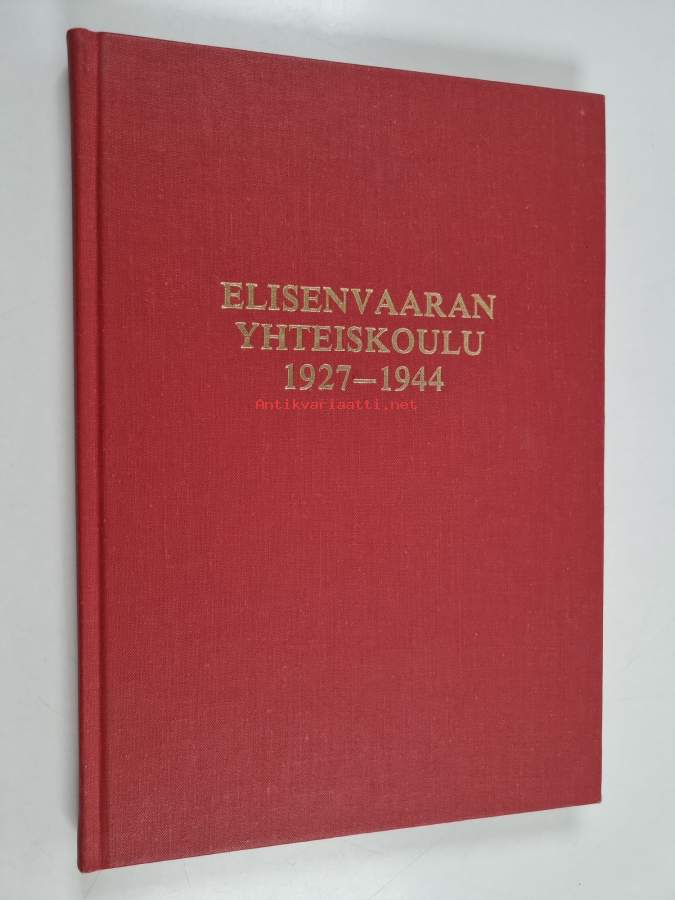 ELISENVAARAN
YHTEISKOULU
1927—1944
Antikvariaatti.net